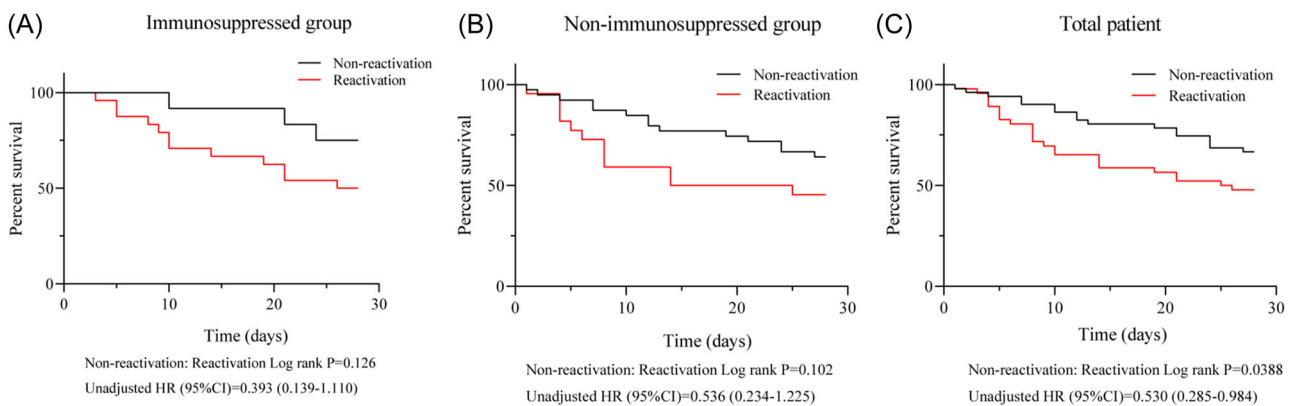 (A)
Immunosuppressed group
Non-reactivation
Reactivation
100
50
0
Percent survival
0 10 20 30
Time (days)
Non-reactivation: Reactivation Log rank P=0.126
Unadjusted HR (95%CI)=0.393 (0.139-1.110)
(B)
Non-immunosuppressed group
Non-reactivation
Reactivation
100
50
0
Percent survival
0 10 20 30
Time (days)
Non-reactivation: Reactivation Log rank P=0.102
Unadjusted HR (95%CI)=0.536 (0.234-1.225)
(C)
Total patient
Non-reactivation
Reactivation
100
50
0
Percent survival
0 10 20 30
Time (days)
Non-reactivation: Reactivation Log rank P=0.0388
Unadjusted HR (95%CI)=0.530 (0.285-0.984)